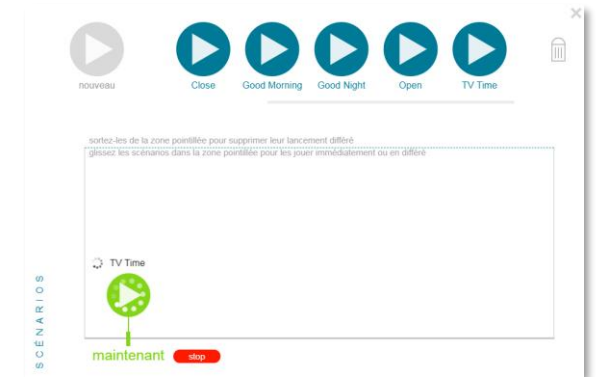 nouveau
Close
Good Morning
Good Night
Open
TV Time
sortez-les de la zone pointillée pour supprimer leur lancement différé
glissez les scénarios dans la zone pointillée pour les jouer immédiatement ou en différé
TV Time
maintenant
stop
SCÉNARIOS